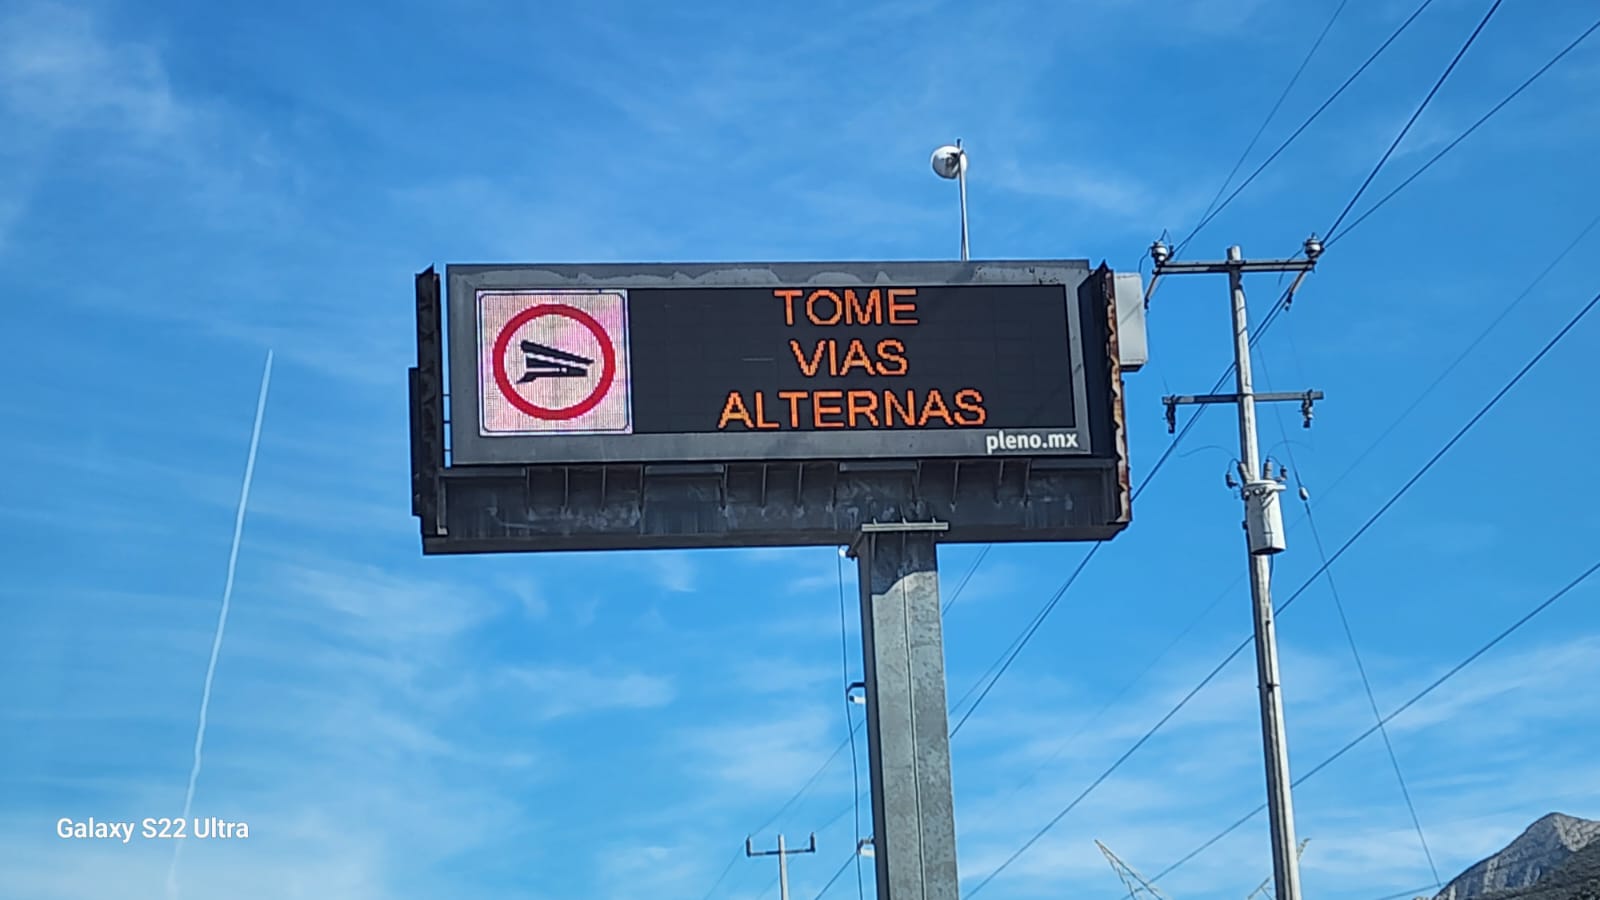 TOME
VIAS
ALTERNAS
pleno.mx
Galaxy S22 Ultra